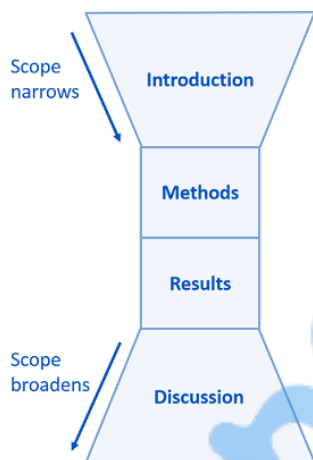 Scope
narrows
Introduction
Methods
Results
Scope
broadens
Discussion